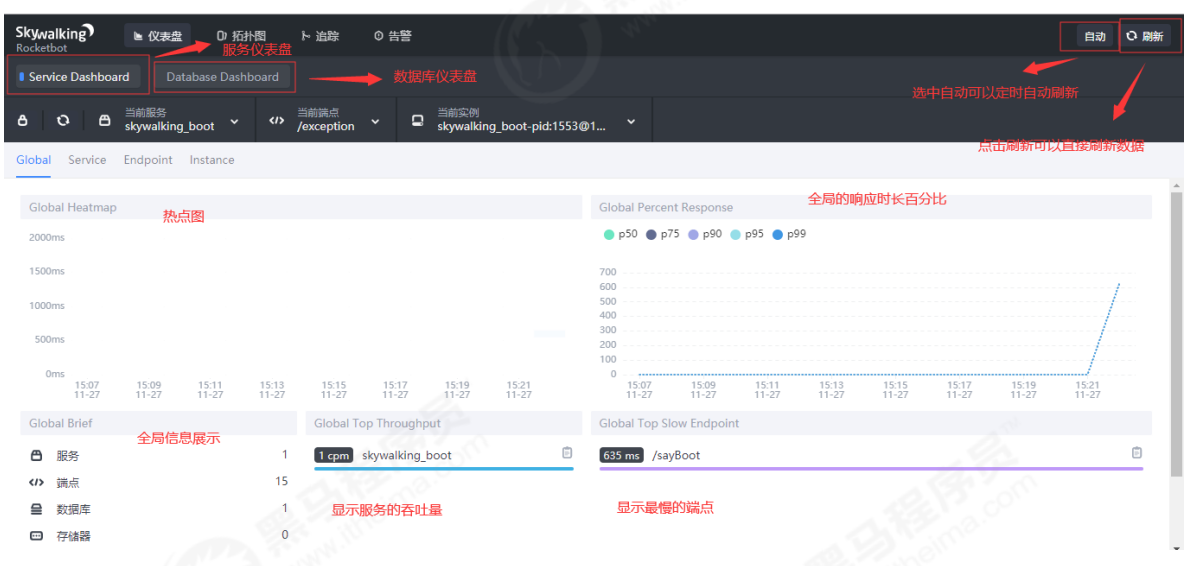 Skywalking
Rocketbot
仪表盘
拓扑图
追踪
告警
自动
刷新
服务仪表盘
Service Dashboard
Database Dashboard
数据库仪表盘
选中自动可以定时自动刷新
当前服务
skywalking_boot
当前端点
/exception
当前实例
skywalking_boot-pid:1553@1...
点击刷新可以直接刷新数据
Global Service Endpoint Instance
Global Heatmap
热点图
2000ms
1500ms
1000ms
500ms
0ms
15:07 15:09 15:11 15:13 15:15 15:17 15:19 15:21
11-27 11-27 11-27 11-27 11-27 11-27 11-27 11-27
Global Percent Response
全局的响应时长百分比
p50 p75 p90 p95 p99
700
600
500
400
300
200
100
0
15:07 15:09 15:11 15:13 15:15 15:17 15:19 15:21
11-27 11-27 11-27 11-27 11-27 11-27 11-27 11-27
Global Brief
全局信息展示
服务 1
端点 15
数据库 1
存储器 0
Global Top Throughput
1 cpm skywalking_boot
显示服务的吞吐量
Global Top Slow Endpoint
635 ms /sayBoot
显示最慢的端点
黑马程序员